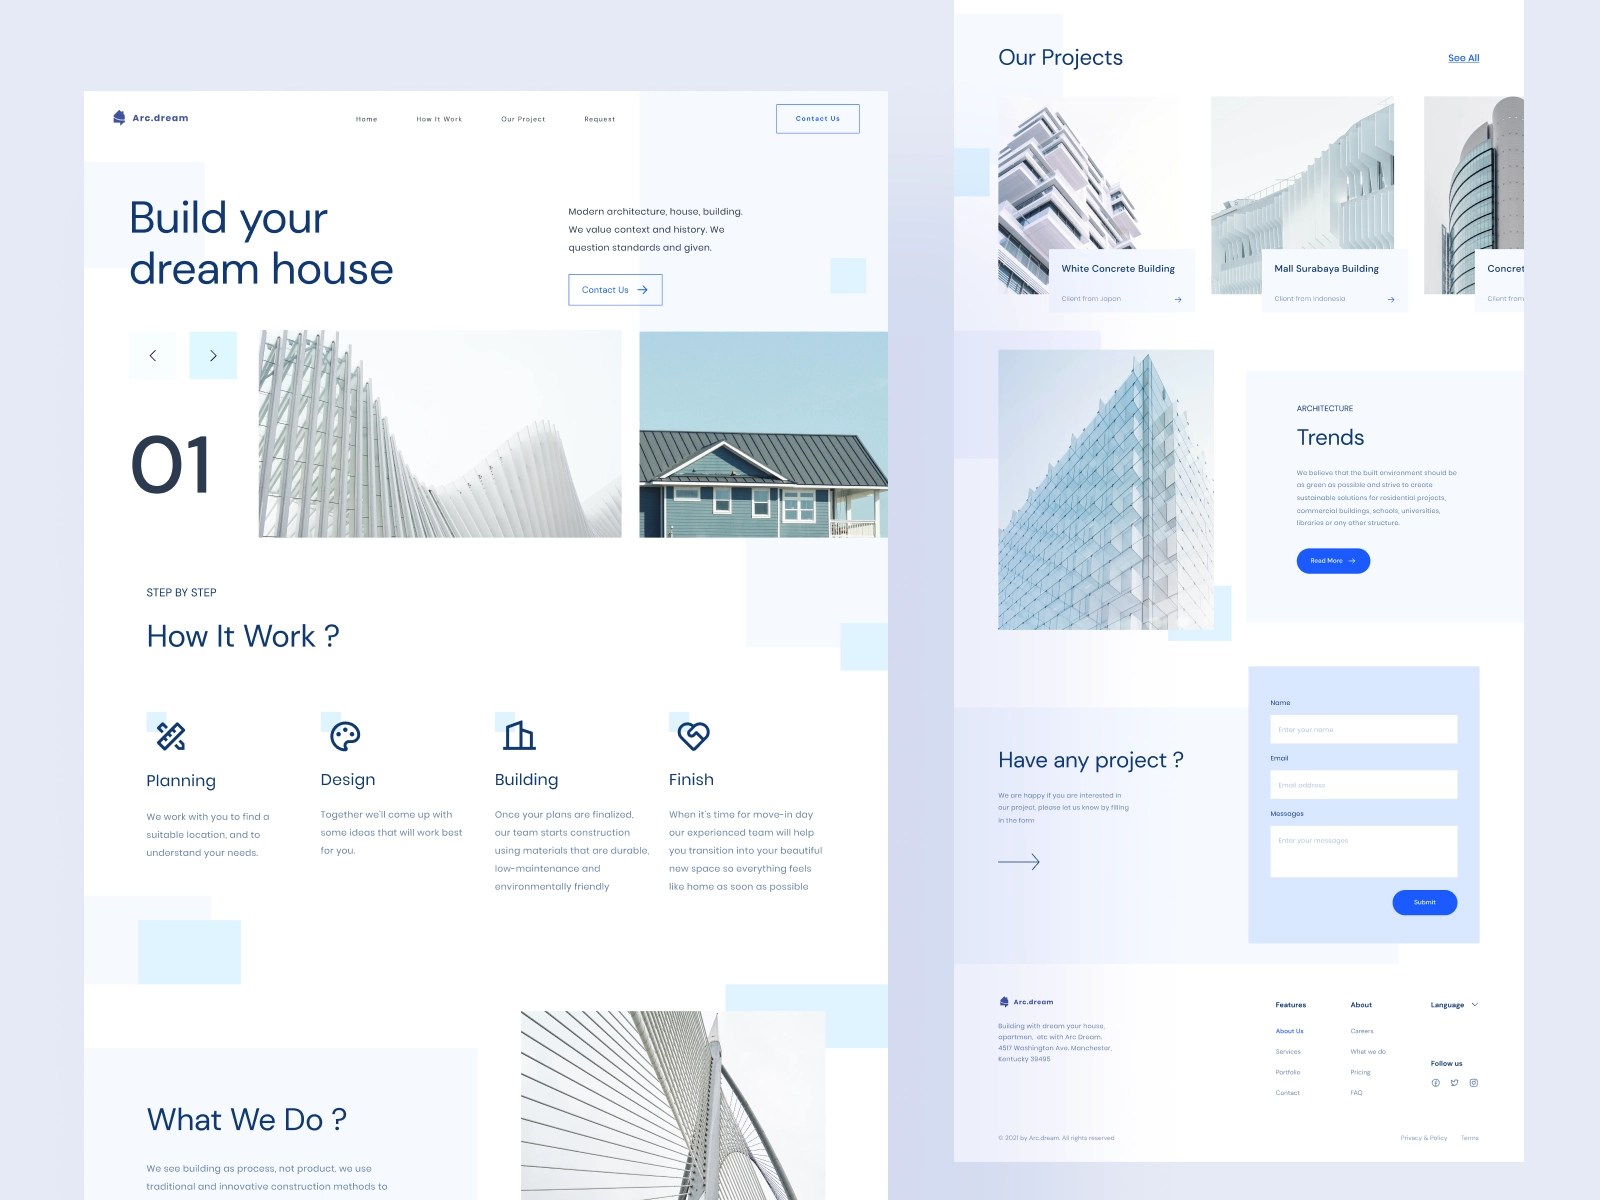 Arc.dream
Home
How It Work
Our Project
Request
Contact Us
Build your
dream house
Modern architecture, house, building.
We value context and history. We
question standards and given.
Contact Us
01
STEP BY STEP
How It Work ?
Planning
We work with you to find a
suitable location, and to
understand your needs.
Design
Together we'll come up with
some ideas that will work best
for you.
Building
Once your plans are finalized,
our team starts construction
using materials that are durable,
low-maintenance and
environmentally friendly
Finish
When it's time for move-in day
our experienced team will help
you transition into your beautiful
new space so everything feels
like home as soon as possible
What We Do ?
We see building as process, not product. we use
traditional and innovative construction methods to
Our Projects
See All
White Concrete Building
Client from Japan
Mall Surabaya Building
Client from Indonesia
Concret
Client from
ARCHITECTURE
Trends
We believe that the built environment should be
as green as possible and strive to create
sustainable solutions for residential projects,
commercial buildings, schools, universities,
libraries or any other structure.
Read More
Have any project ?
We are happy if you are interested in
our project, please let us know by filling
in the form
Name
Enter your name
Email
Email address
Messages
Enter your messages
Submit
Arc.dream
Building with dream your house,
apartmen, etc with Arc Dream.
4517 Washington Ave. Manchester,
Kentucky 39495
Features
About Us
Services
Portfolio
Contact
About
Careers
What we do
Pricing
FAQ
Language
Follow us
© 2021 by Arc.dream. All rights reserved.
Privacy & Policy
Terms